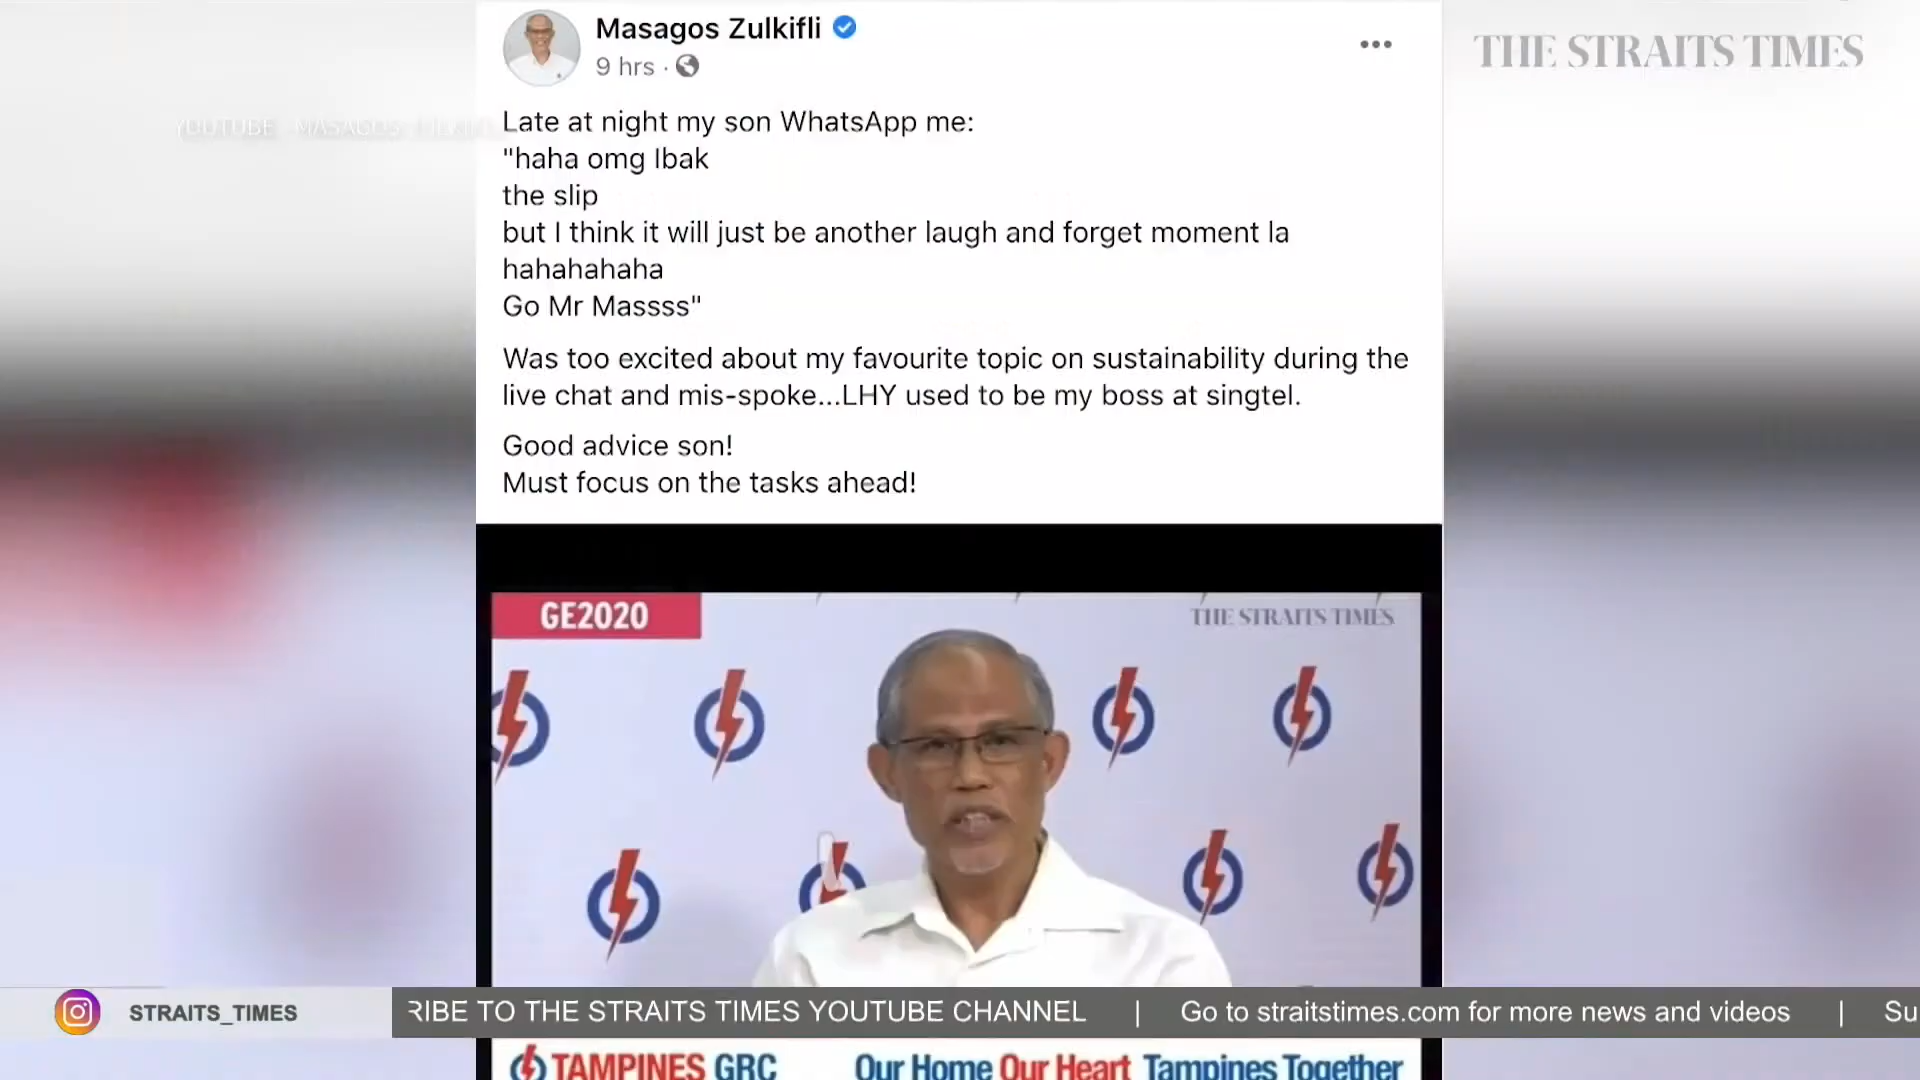 Masagos Zulkifli
9 hrs ·
THE STRAITS TIMES
YOUTUBE
Late at night my son WhatsApp me:
"haha omg Ibak
the slip
but I think it will just be another laugh and forget moment la
hahahahaha
Go Mr Massss"
Was too excited about my favourite topic on sustainability during the
live chat and mis-spoke...LHY used to be my boss at singtel.
Good advice son!
Must focus on the tasks ahead!
GE2020
THE STRAITS TIMES
STRAITS_TIMES
RIBE TO THE STRAITS TIMES YOUTUBE CHANNEL | Go to straitstimes.com for more news and videos | Su
TAMPINES GRC Our Home Our Heart Tampines Together